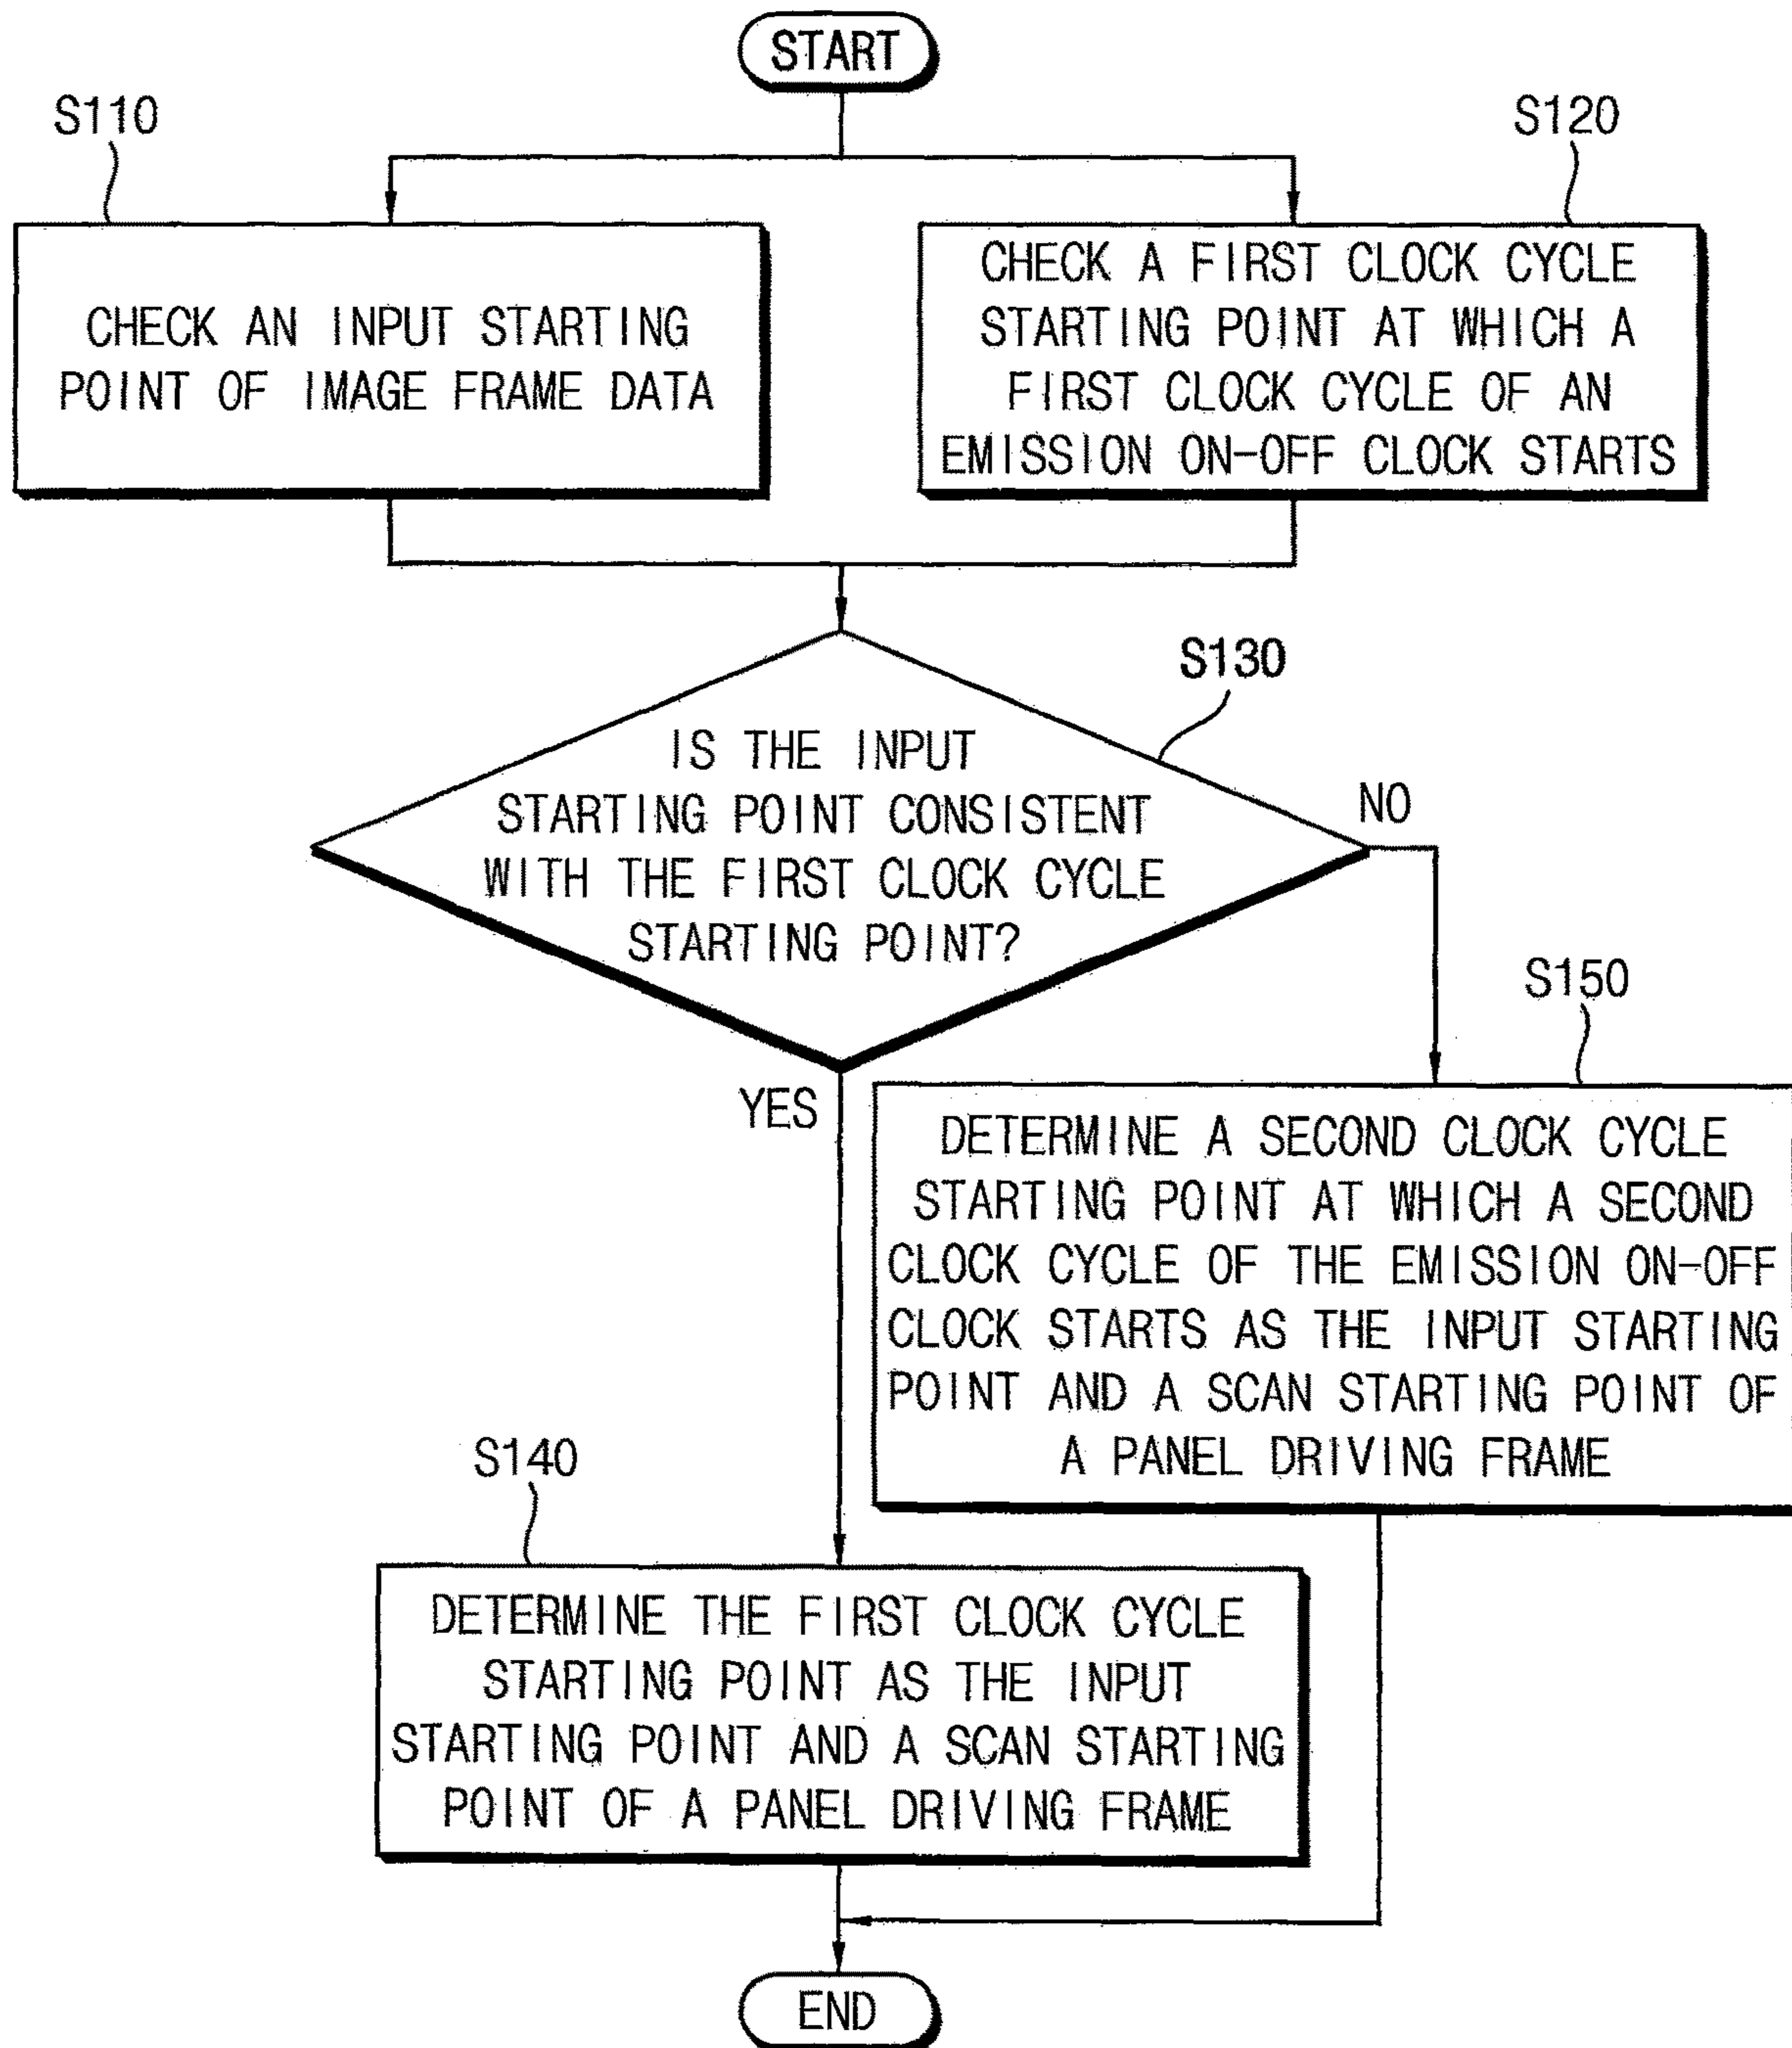 START
S110
S120
CHECK AN INPUT STARTING
POINT OF IMAGE FRAME DATA
CHECK A FIRST CLOCK CYCLE
STARTING POINT AT WHICH A
FIRST CLOCK CYCLE OF AN
EMISSION ON-OFF CLOCK STARTS
S130
IS THE INPUT
STARTING POINT CONSISTENT
WITH THE FIRST CLOCK CYCLE
STARTING POINT?
NO
YES
S150
DETERMINE A SECOND CLOCK CYCLE
STARTING POINT AT WHICH A SECOND
CLOCK CYCLE OF THE EMISSION ON-OFF
CLOCK STARTS AS THE INPUT STARTING
POINT AND A SCAN STARTING POINT OF
A PANEL DRIVING FRAME
S140
DETERMINE THE FIRST CLOCK CYCLE
STARTING POINT AS THE INPUT
STARTING POINT AND A SCAN STARTING
POINT OF A PANEL DRIVING FRAME
END